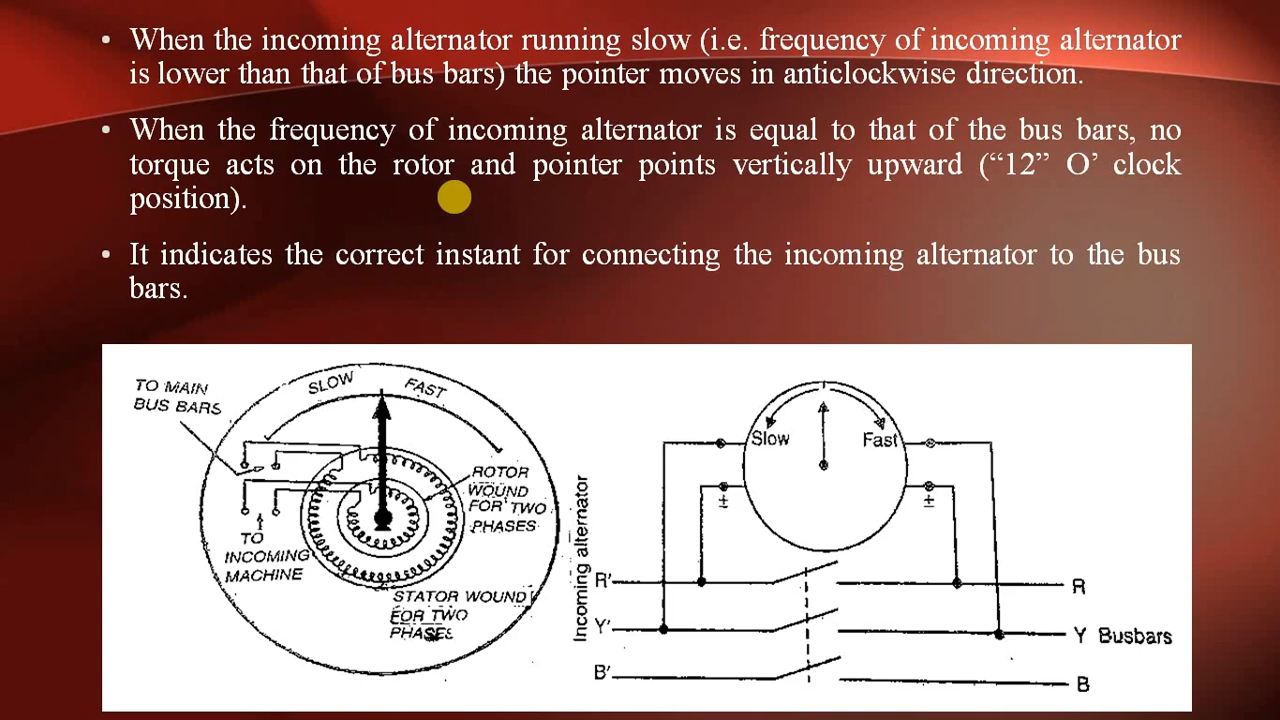 • When the incoming alternator running slow (i.e. frequency of incoming alternator
is lower than that of bus bars) the pointer moves in anticlockwise direction.
• When the frequency of incoming alternator is equal to that of the bus bars, no
torque acts on the rotor and pointer points vertically upward (“12” O’ clock
position).
• It indicates the correct instant for connecting the incoming alternator to the bus
bars.
TO MAIN
BUS BARS
SLOW
FAST
ROTOR
WOUND
FOR TWO
PHASES
TO
INCOMING
MACHINE
STATOR WOUND
FOR TWO
PHASES
Slow
Fast
±
±
Incoming alternator
R'
R
Y'
Y Busbars
B'
B